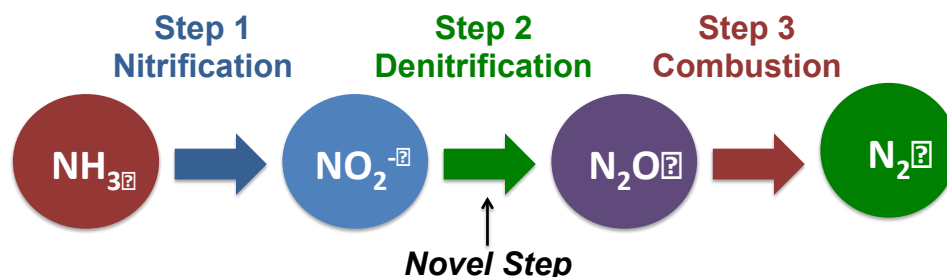 Step 1
Nitrification
Step 2
Denitrification
Step 3
Combustion
NH₃
NO₂⁻
N₂O
N₂
Novel Step